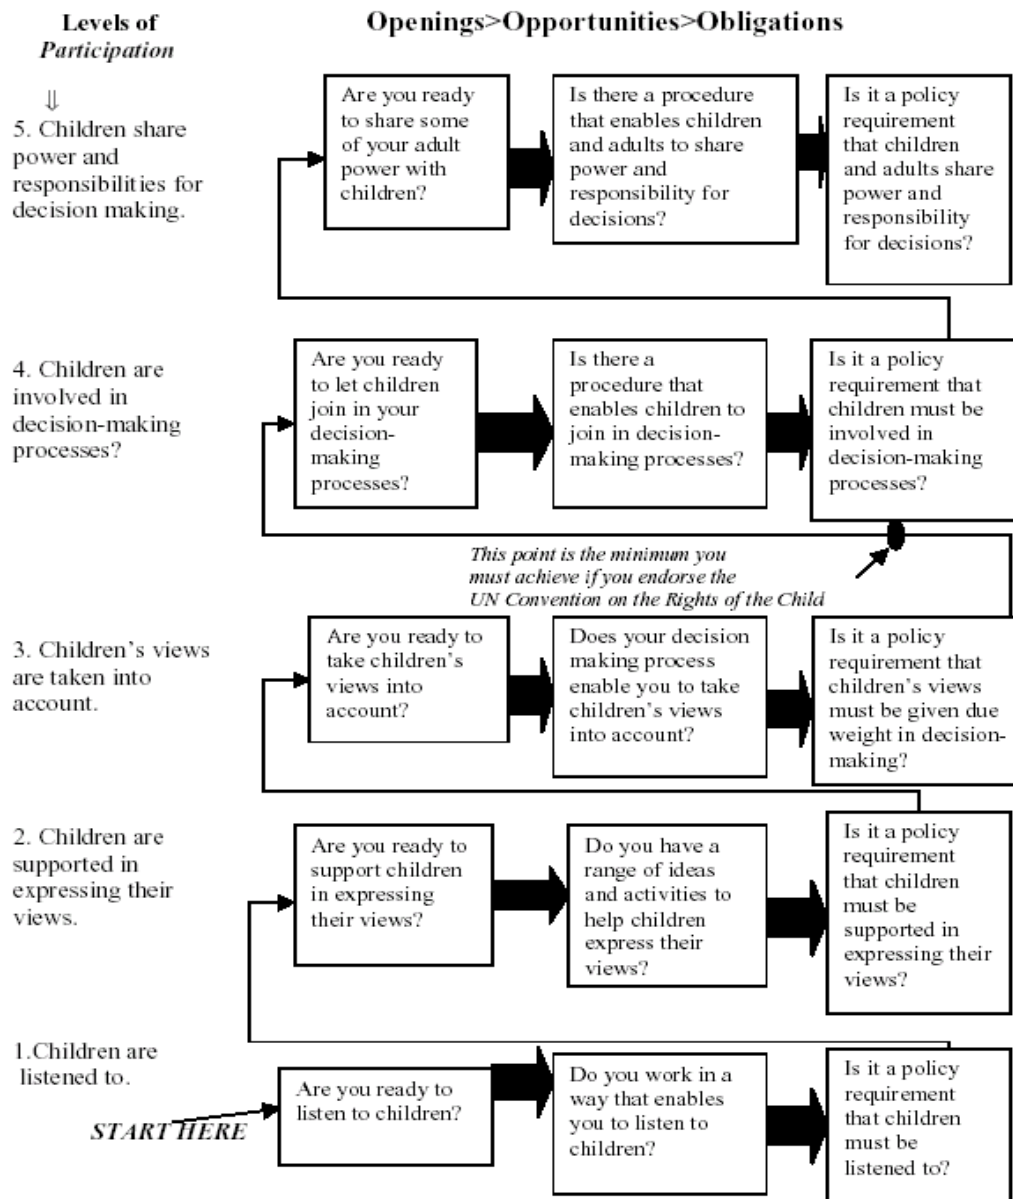 Levels of
Participation
Openings>Opportunities>Obligations
⇓
5. Children share
power and
responsibilities for
decision making.
Are you ready
to share some
of your adult
power with
children?
Is there a procedure
that enables children
and adults to share
power and
responsibility for
decisions?
Is it a policy
requirement
that children
and adults share
power and
responsibility
for decisions?
4. Children are
involved in
decision-making
processes?
Are you ready
to let children
join in your
decision-
making
processes?
Is there a
procedure that
enables children to
join in decision-
making processes?
Is it a policy
requirement that
children must be
involved in
decision-making
processes?
This point is the minimum you
must achieve if you endorse the
UN Convention on the Rights of the Child
3. Children’s views
are taken into
account.
Are you ready to
take children’s
views into
account?
Does your decision
making process
enable you to take
children’s views
into account?
Is it a policy
requirement that
children’s views
must be given due
weight in decision-
making?
2. Children are
supported in
expressing their
views.
Are you ready to
support children
in expressing
their views?
Do you have a
range of ideas
and activities to
help children
express their
views?
Is it a policy
requirement
that children
must be
supported in
expressing their
views?
1.Children are
listened to.
START HERE
Are you ready to
listen to children?
Do you work in a
way that enables
you to listen to
children?
Is it a policy
requirement
that children
must be
listened to?